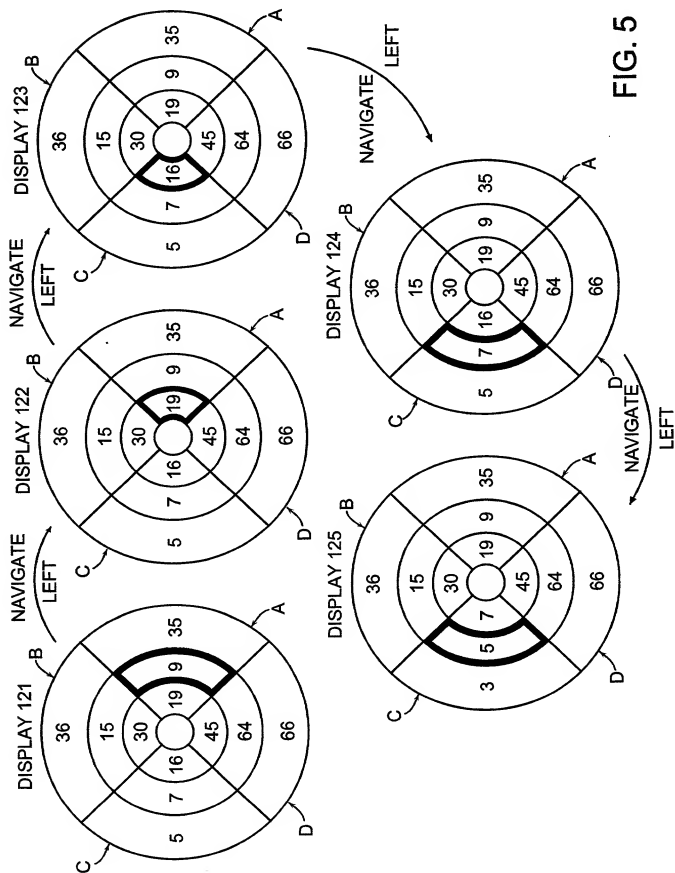 DISPLAY 121
B
36
15
30
C
5 7 16 19 9 35
A
45
64
66
D
NAVIGATE
LEFT
DISPLAY 122
B
36
15
30
C
5 7 16 19 9 35
A
45
64
66
D
NAVIGATE
LEFT
DISPLAY 123
B
36
15
30
C
5 7 16 19 9 35
A
45
64
66
D
NAVIGATE
LEFT
DISPLAY 124
B
36
15
30
C
5 7 16 19 9 35
A
45
64
66
D
NAVIGATE
LEFT
DISPLAY 125
B
36
15
30
C
3 5 7 19 9 35
A
45
64
66
D
FIG. 5